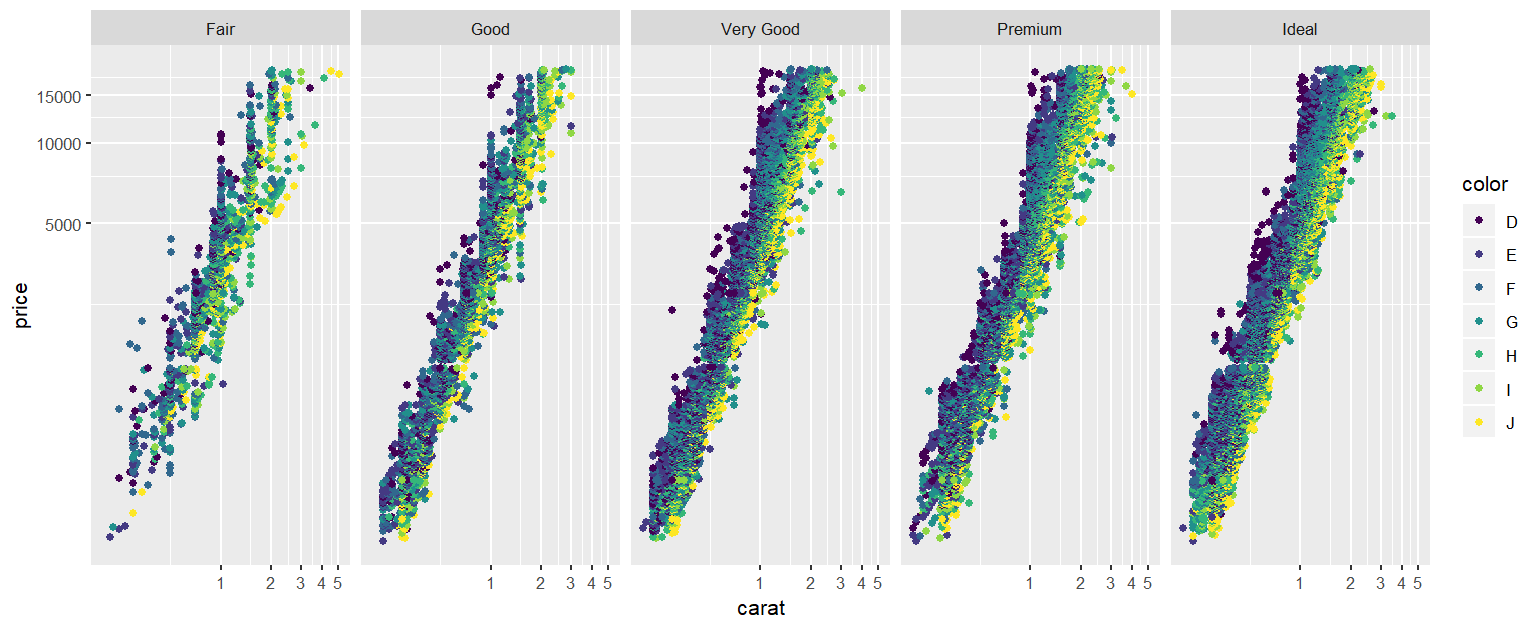 Fair Good Very Good Premium Ideal
15000
10000
5000
price
1 2 3 4 5 1 2 3 4 5 1 2 3 4 5 1 2 3 4 5 1 2 3 4 5
carat
color
D
E
F
G
H
I
J